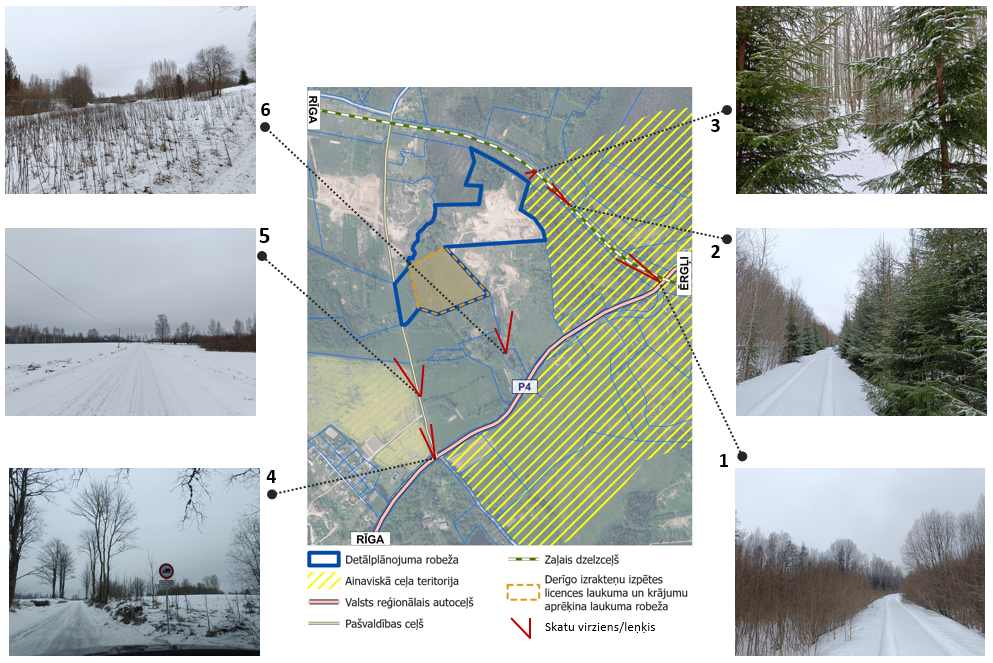 6
RĪGA
3
5
2
ĒRGĻI
P4
1
4
RĪGA
Detālplānojuma robeža
Ainaviskā ceļa teritorija
Valsts reģionālais autoceļš
Pašvaldības ceļš
Zaļais dzelzceļš
Derīgo izrakteņu izpētes
licences laukuma un krājumu
aprēķina laukuma robeža
Skatu virziens/leņķis